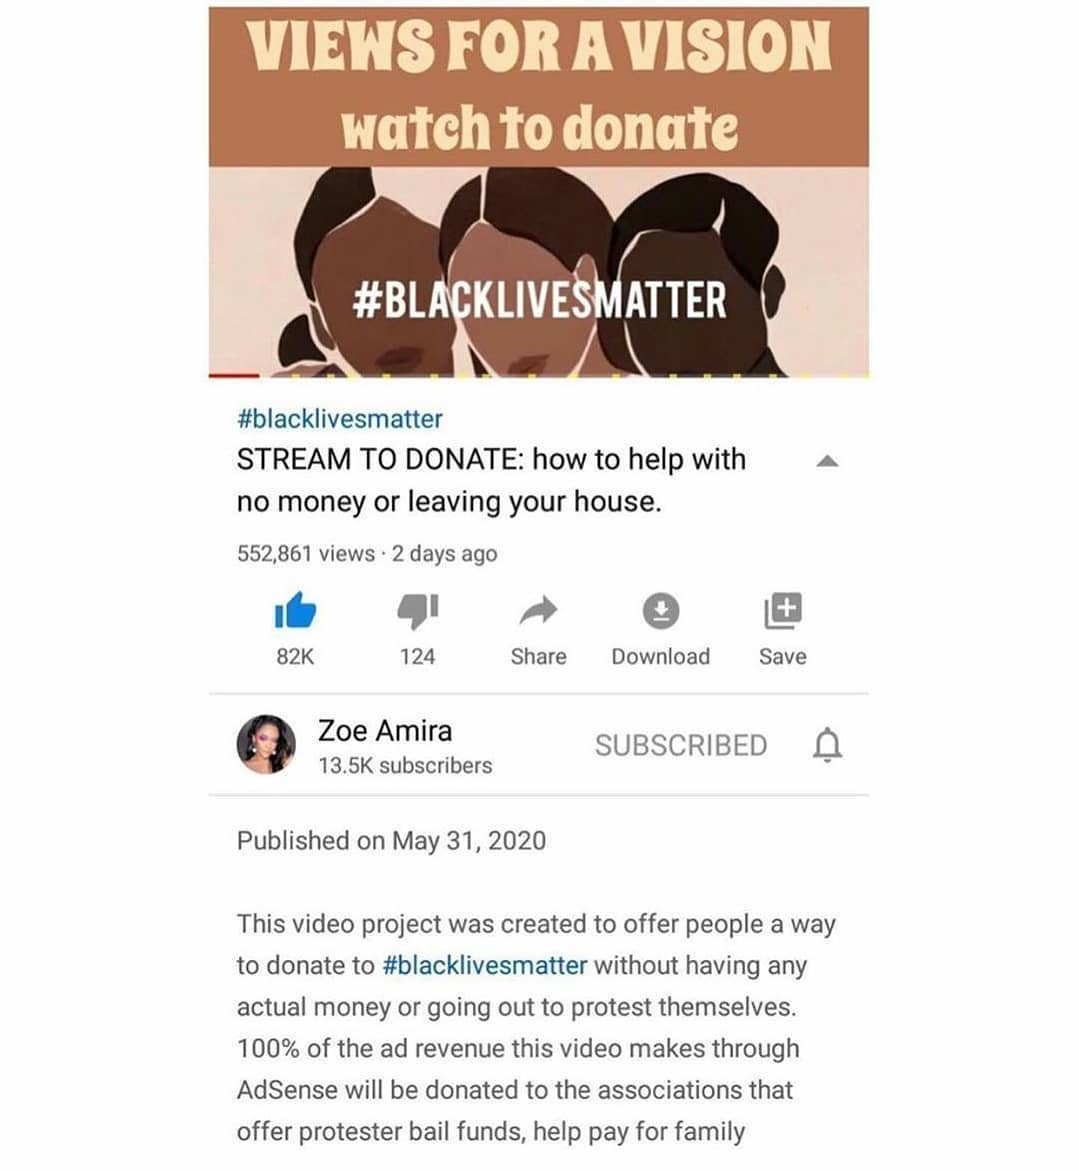 VIEWS FOR A VISION
watch to donate
#BLACKLIVESMATTER
#blacklivesmatter
STREAM TO DONATE: how to help with
no money or leaving your house.
552,861 views · 2 days ago
82K
124
Share
Download
Save
Zoe Amira
13.5K subscribers
SUBSCRIBED
Published on May 31, 2020
This video project was created to offer people a way
to donate to #blacklivesmatter without having any
actual money or going out to protest themselves.
100% of the ad revenue this video makes through
AdSense will be donated to the associations that
offer protester bail funds, help pay for family